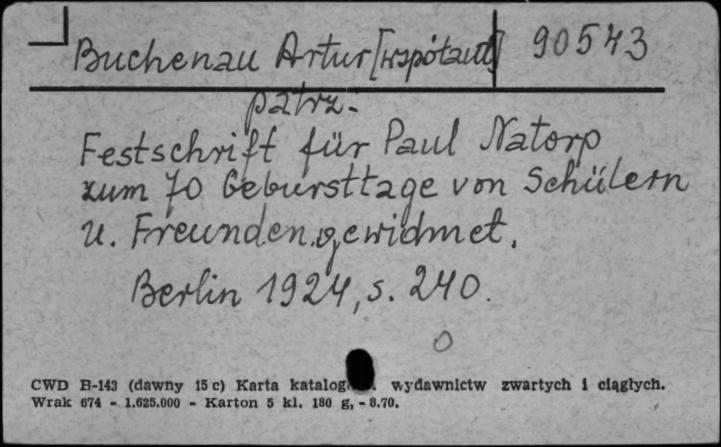 Buchenau Artur [współaut] 90543
patrz:
Festschrift für Paul Natorp
zum 70 Gebursttage von Schülern
u. Freunden gewidmet.
Berlin 1924, s. 240.
CWD B-143 (dawny 15 c) Karta katalog. wydawnictw zwartych i ciągłych.
Wrak 674 - 1.625.000 - Karton 5 kl. 180 g, - 8.70.